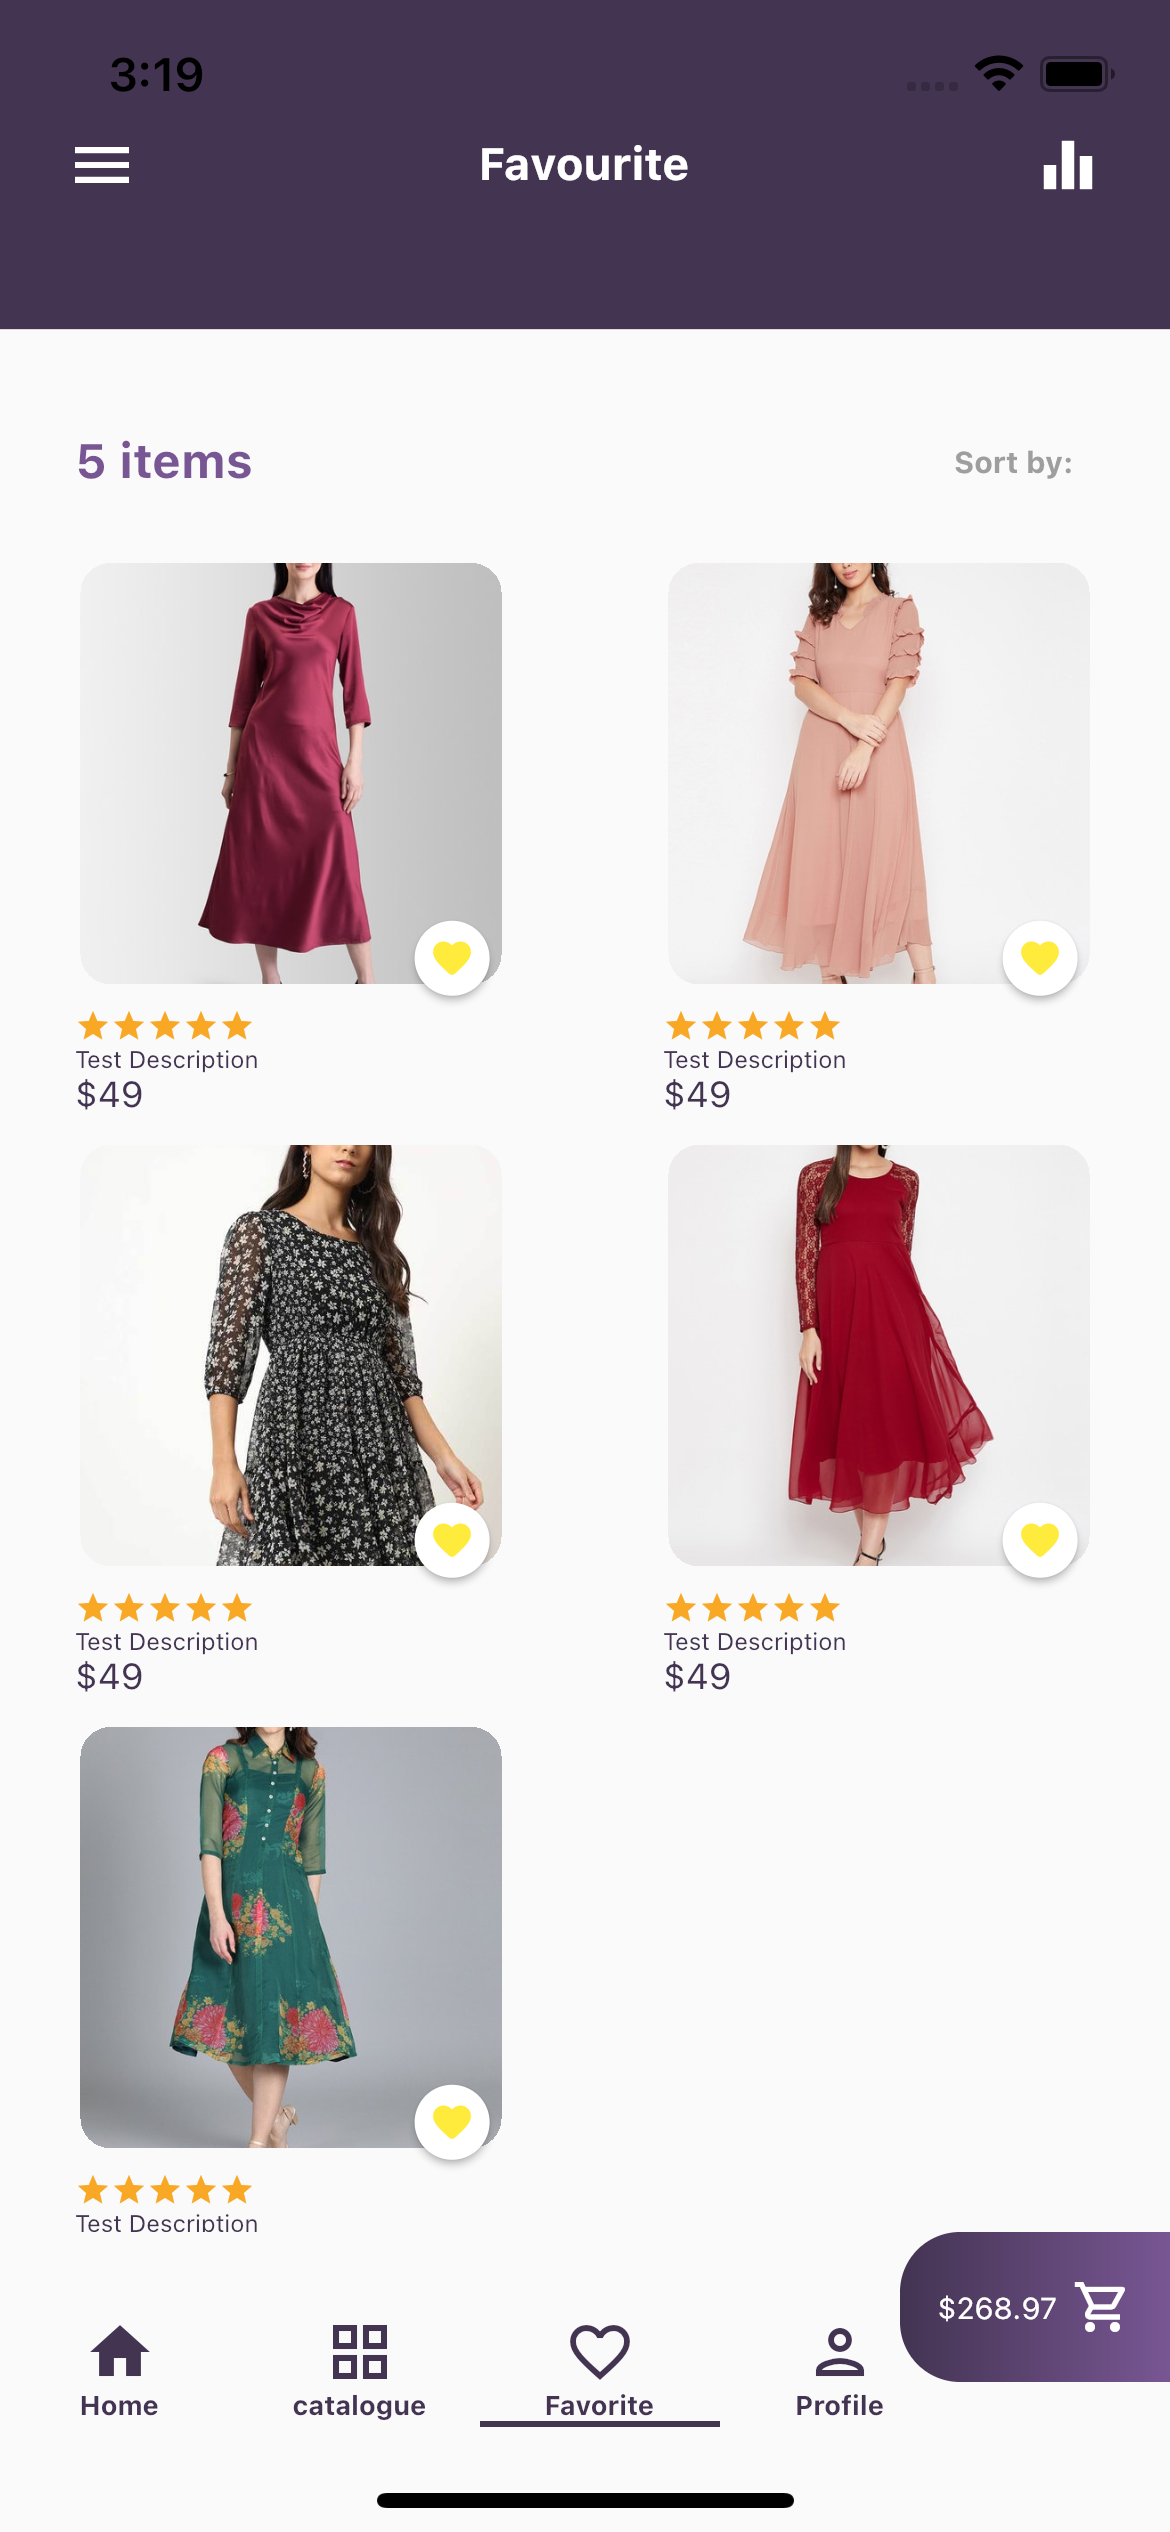 3:19
Favourite
5 items
Sort by:
Test Description
Test Description
$49
$49
Test Description
Test Description
$49
$49
Test Description
$268.97
Home
catalogue
Favorite
Profile